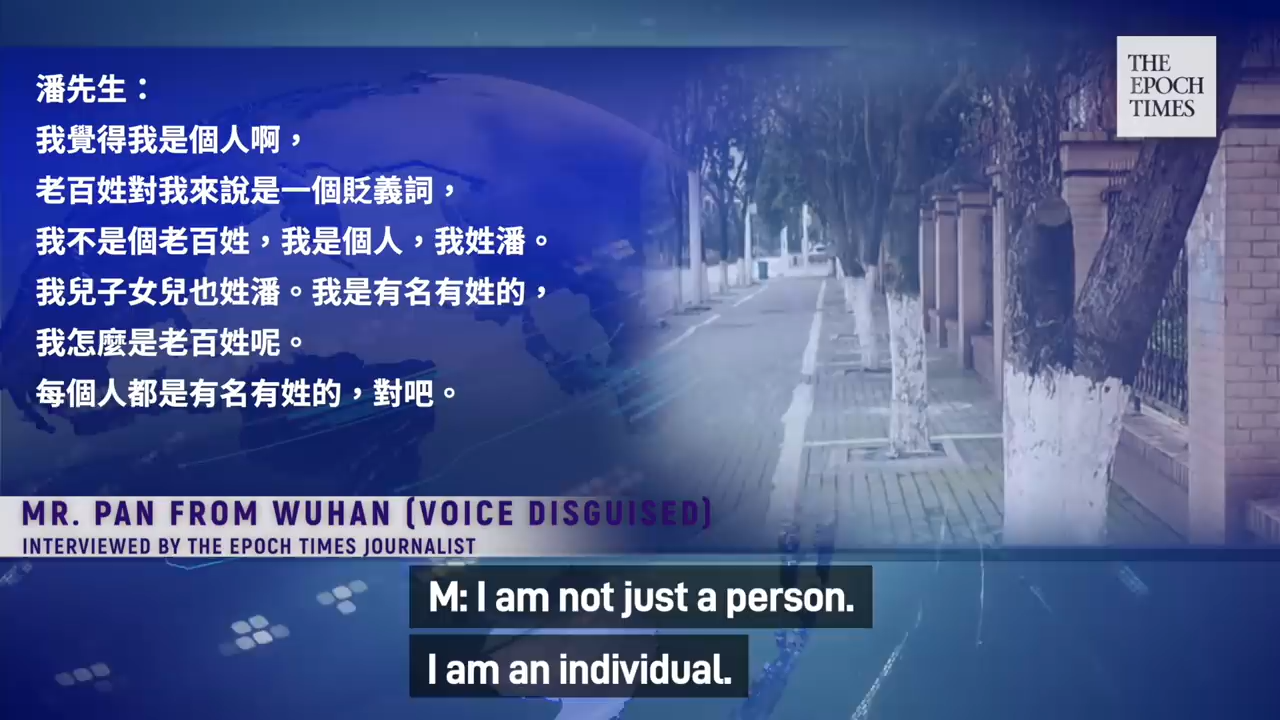 潘先生：
我覺得我是個人啊，
老百姓對我來說是一個貶義詞，
我不是個老百姓，我是個人，我姓潘。
我兒子女兒也姓潘。我是有名有姓的，
我怎麼是老百姓呢。
每個人都是有名有姓的，對吧。
THE
EPOCH
TIMES
MR. PAN FROM WUHAN (VOICE DISGUISED)
INTERVIEWED BY THE EPOCH TIMES JOURNALIST
M: I am not just a person.
I am an individual.